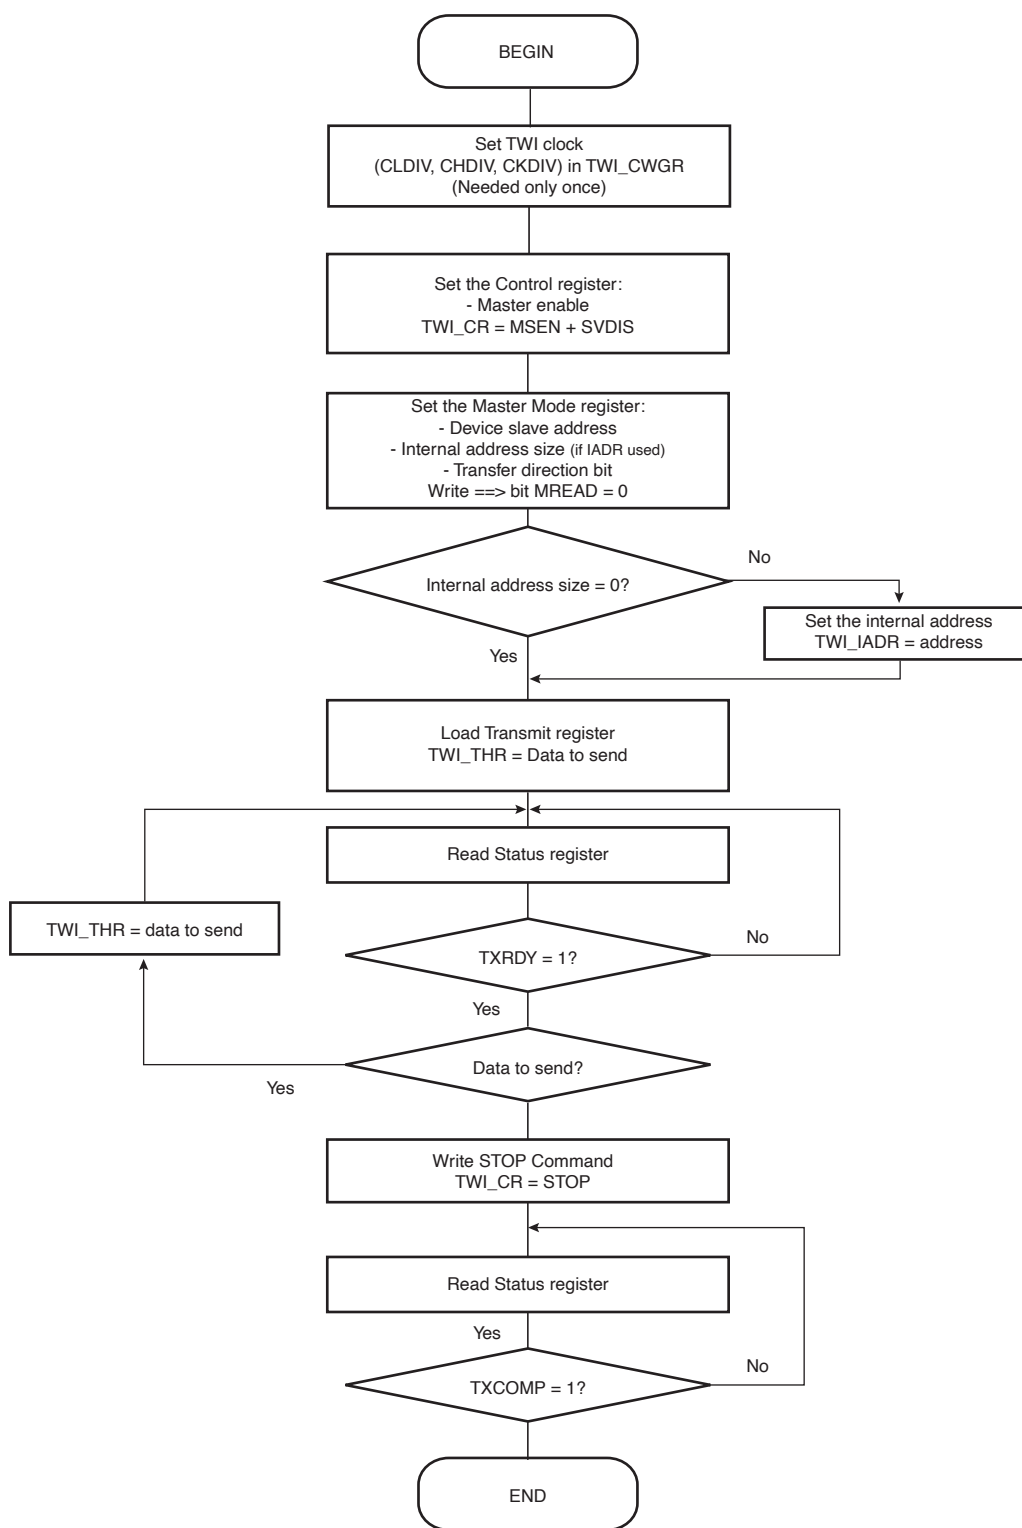 BEGIN
Set TWI clock
(CLDIV, CHDIV, CKDIV) in TWI_CWGR
(Needed only once)
Set the Control register:
- Master enable
TWI_CR = MSEN + SVDIS
Set the Master Mode register:
- Device slave address
- Internal address size (if IADR used)
- Transfer direction bit
Write ==> bit MREAD = 0
No
Internal address size = 0?
Set the internal address
TWI_IADR = address
Yes
Load Transmit register
TWI_THR = Data to send
Read Status register
TWI_THR = data to send
No
TXRDY = 1?
Yes
Data to send?
Yes
Write STOP Command
TWI_CR = STOP
Read Status register
Yes
No
TXCOMP = 1?
END